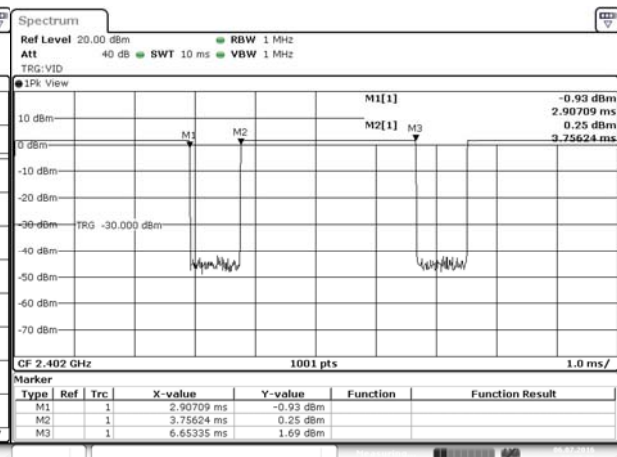 Spectrum
Ref Level 20.00 dBm RBW 1 MHz
Att 40 dB SWT 10 ms VBW 1 MHz
TRG:VID
1Pk View
M1[1] -0.93 dBm
2.90709 ms
M2[1] 0.25 dBm
3.75624 ms
10 dBm
M1 M2 M3
0 dBm
-10 dBm
-20 dBm
-30 dBm TRG -30.000 dBm
-40 dBm
-50 dBm
-60 dBm
-70 dBm
CF 2.402 GHz 1001 pts 1.0 ms/
Marker
Type Ref Trc X-value Y-value Function Function Result
M1 1 2.90709 ms -0.93 dBm
M2 1 3.75624 ms 0.25 dBm
M3 1 6.65335 ms 1.69 dBm